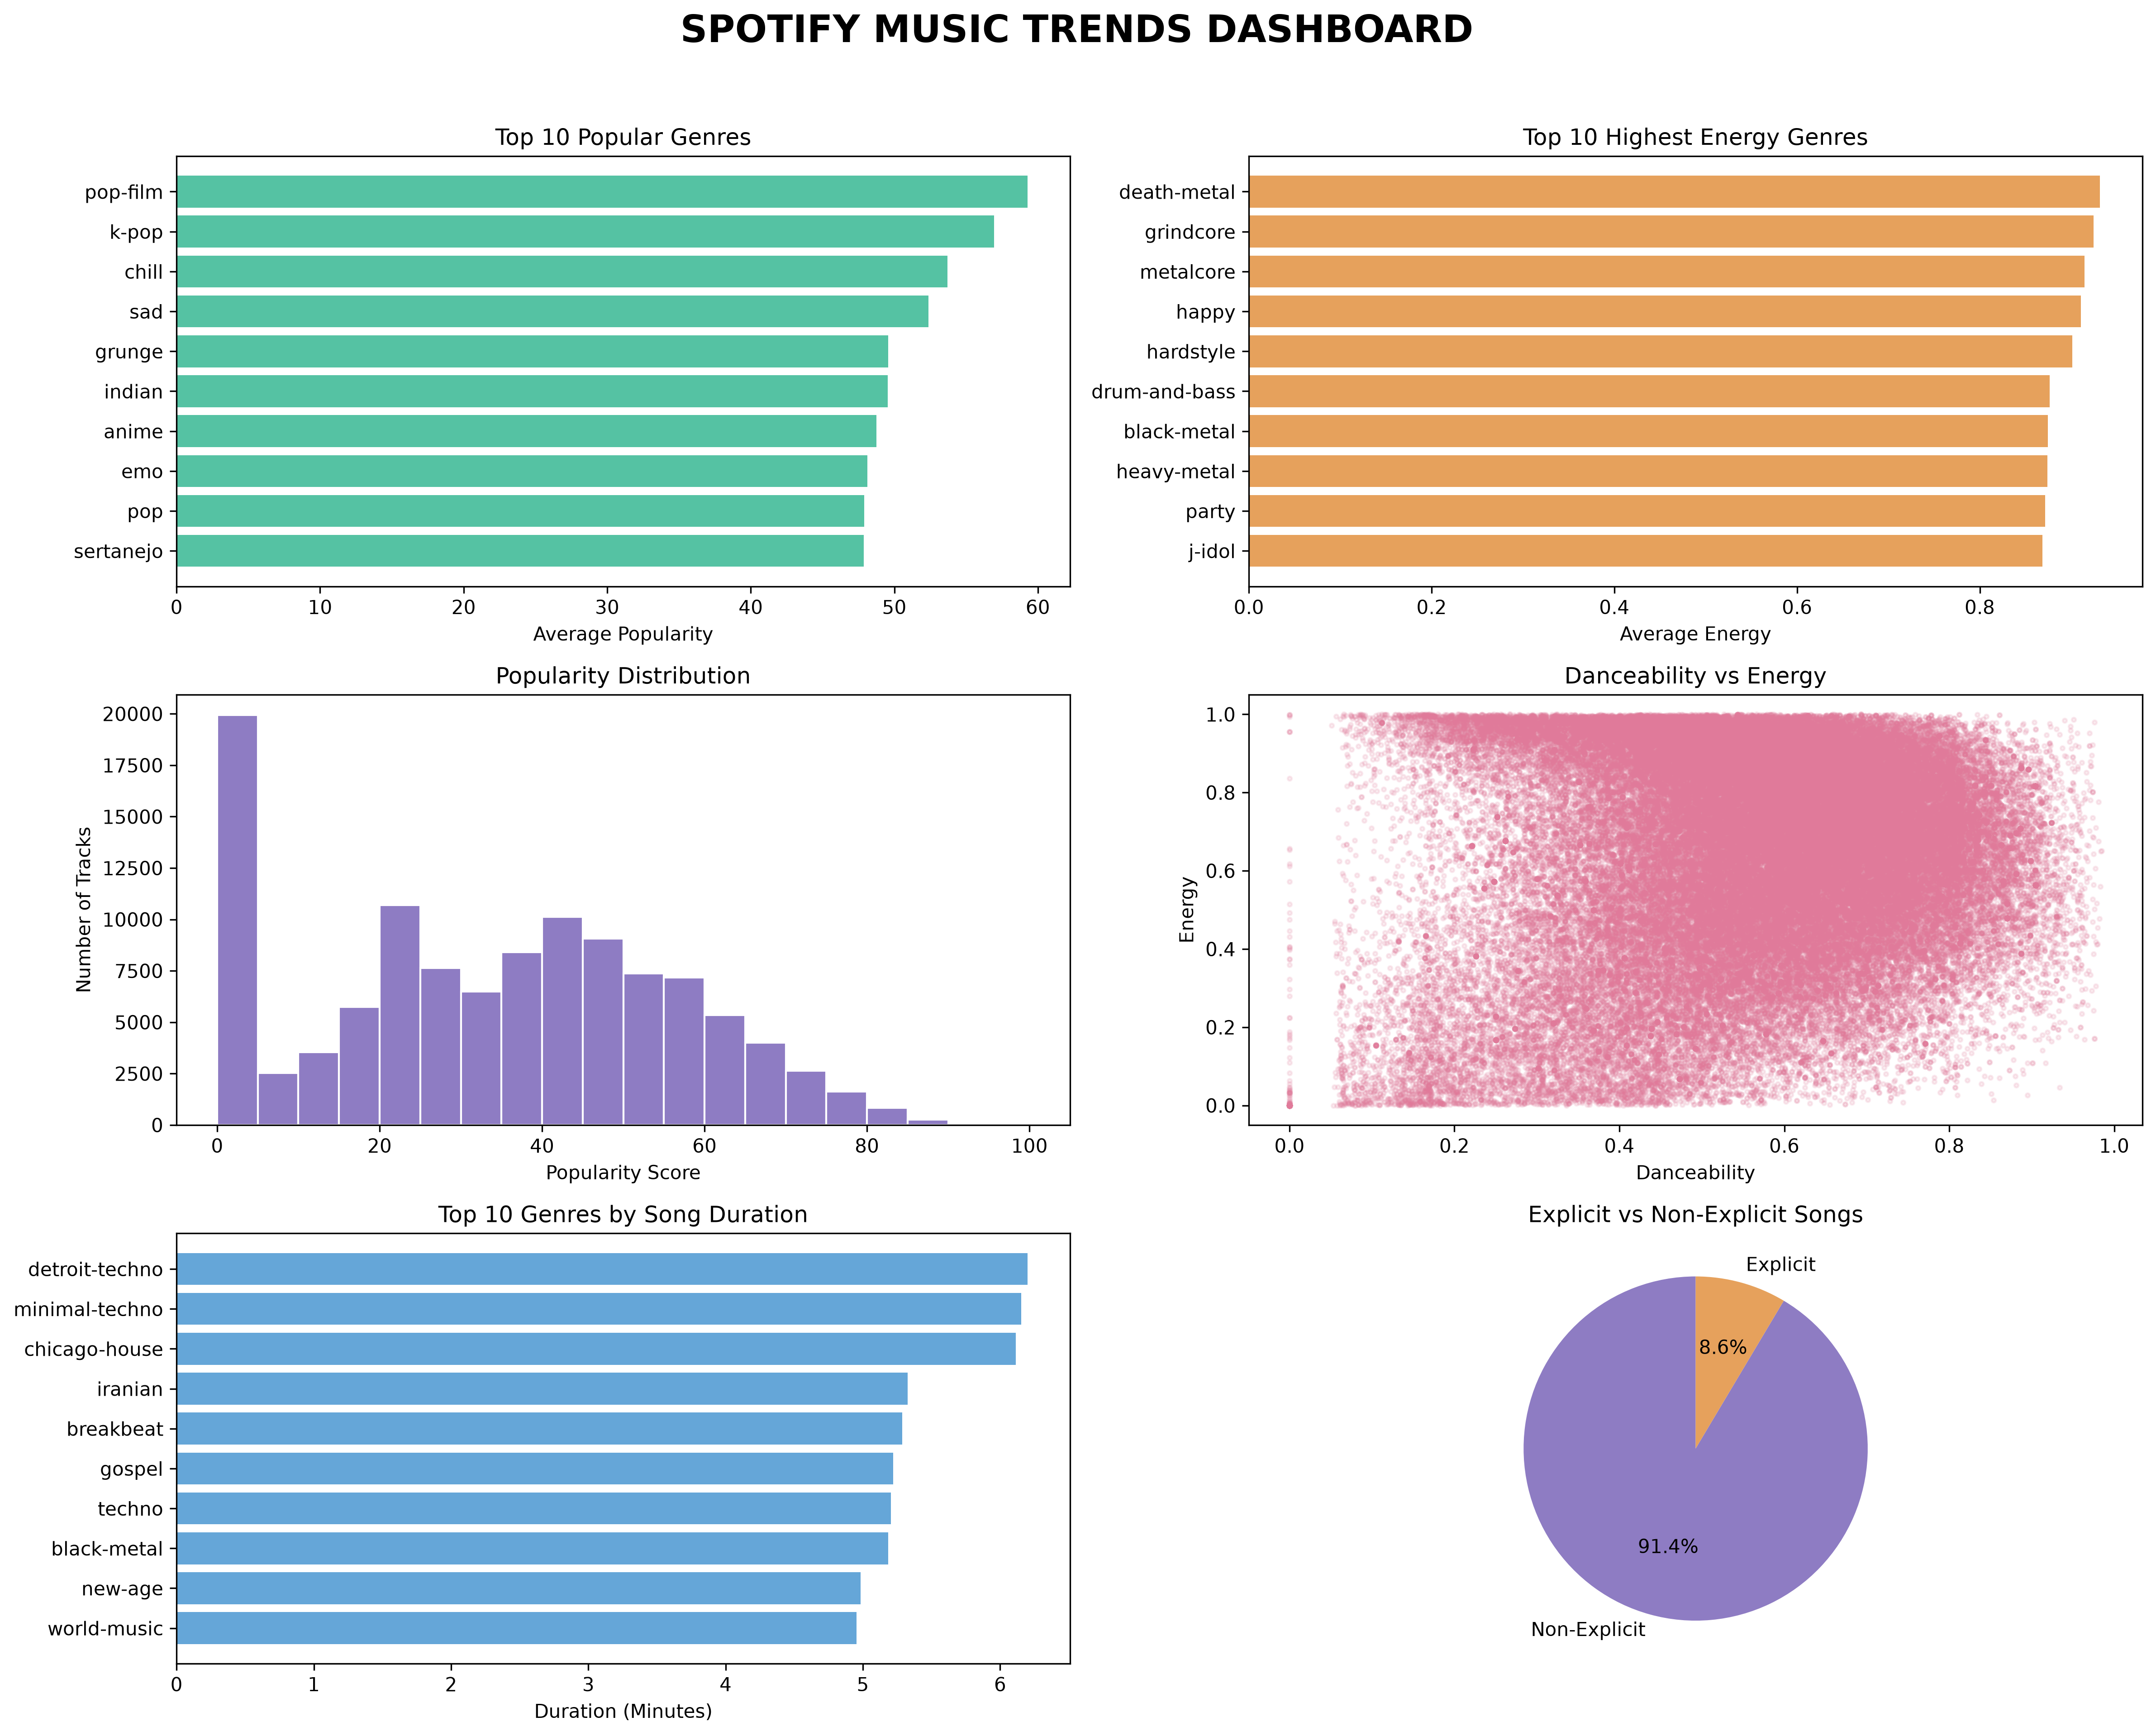 SPOTIFY MUSIC TRENDS DASHBOARD
Top 10 Popular Genres
pop-film
k-pop
chill
sad
grunge
indian
anime
emo
pop
sertanejo
0 10 20 30 40 50 60
Average Popularity
Top 10 Highest Energy Genres
death-metal
grindcore
metalcore
happy
hardstyle
drum-and-bass
black-metal
heavy-metal
party
j-idol
0.0 0.2 0.4 0.6 0.8
Average Energy
Popularity Distribution
Number of Tracks
20000
17500
15000
12500
10000
7500
5000
2500
0
0 20 40 60 80 100
Popularity Score
Danceability vs Energy
Energy
1.0
0.8
0.6
0.4
0.2
0.0
0.0 0.2 0.4 0.6 0.8 1.0
Danceability
Top 10 Genres by Song Duration
detroit-techno
minimal-techno
chicago-house
iranian
breakbeat
gospel
techno
black-metal
new-age
world-music
0 1 2 3 4 5 6
Duration (Minutes)
Explicit vs Non-Explicit Songs
Explicit
8.6%
91.4%
Non-Explicit